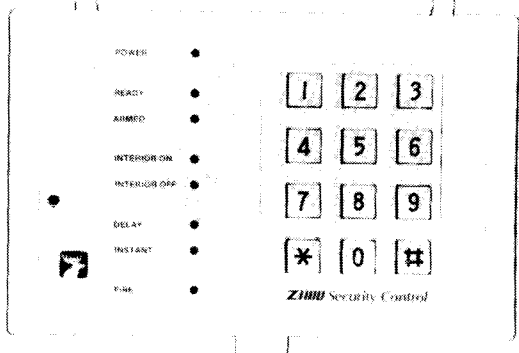 POWER
READY
ARMED
INTERIOR ON
INTERIOR OFF
DELAY
INSTANT
FIRE
1 2 3
4 5 6
7 8 9
* 0 #
Security Control